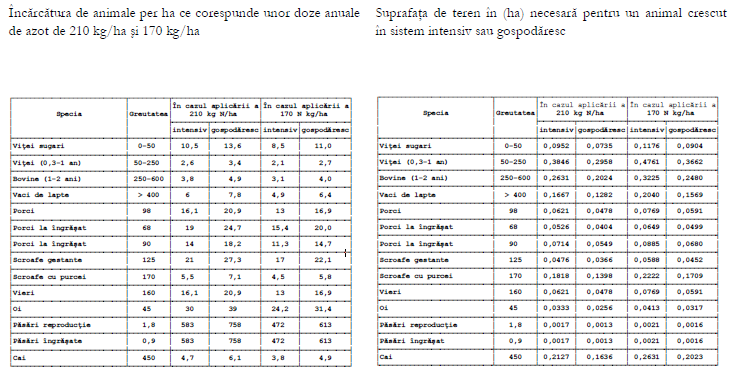 Încărcătura de animale per ha ce corespunde unor doze anuale
de azot de 210 kg/ha și 170 kg/ha
Specia Greutatea În cazul aplicării a 210 kg N/ha În cazul aplicării a 170 N kg/ha
intensiv gospodăresc intensiv gospodăresc
Viței sugari 0-50 10,5 13,6 8,5 11,0
Viței (0,3-1 an) 50-250 2,6 3,4 2,1 2,7
Bovine (1-2 ani) 250-600 3,8 4,9 3,1 4,0
Vaci de lapte > 400 6 7,8 4,9 6,4
Porci 98 16,1 20,9 13 16,9
Porci la îngrășat 68 19 24,7 15,4 20,0
Porci la îngrășat 90 14 18,2 11,3 14,7
Scroafe gestante 125 21 27,3 17 22,1
Scroafe cu purcei 170 5,5 7,1 4,5 5,8
Vieri 160 16,1 20,9 13 16,9
Oi 45 30 39 24,2 31,4
Păsări reproducție 1,8 583 758 472 613
Păsări îngrășate 0,9 583 758 472 613
Cai 450 4,7 6,1 3,8 4,9
Suprafața de teren în (ha) necesară pentru un animal crescut
în sistem intensiv sau gospodăresc
Specia Greutatea În cazul aplicării a 210 kg N/ha În cazul aplicării a 170 N kg/ha
intensiv gospodăresc intensiv gospodăresc
Viței sugari 0-50 0,0952 0,0735 0,1176 0,0904
Viței (0,3-1 an) 50-250 0,3846 0,2958 0,4761 0,3662
Bovine (1-2 ani) 250-600 0,2631 0,2024 0,3225 0,2480
Vaci de lapte > 400 0,1667 0,1282 0,2040 0,1569
Porci 98 0,0621 0,0478 0,0769 0,0591
Porci la îngrășat 68 0,0526 0,0404 0,0649 0,0499
Porci la îngrășat 90 0,0714 0,0549 0,0885 0,0680
Scroafe gestante 125 0,0476 0,0366 0,0588 0,0452
Scroafe cu purcei 170 0,1818 0,1398 0,2222 0,1709
Vieri 160 0,0621 0,0478 0,0769 0,0591
Oi 45 0,0333 0,0256 0,0413 0,0317
Păsări reproducție 1,8 0,0017 0,0013 0,0021 0,0016
Păsări îngrășat 0,9 0,0017 0,0013 0,0021 0,0016
Cai 450 0,2127 0,1636 0,2631 0,2023